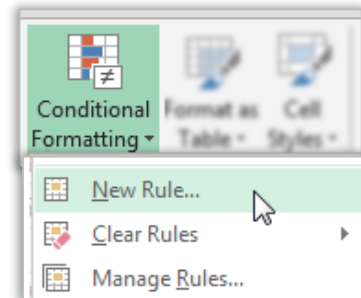 Conditional Format as Cell
Formatting Table Styles
New Rule...
Clear Rules
Manage Rules...